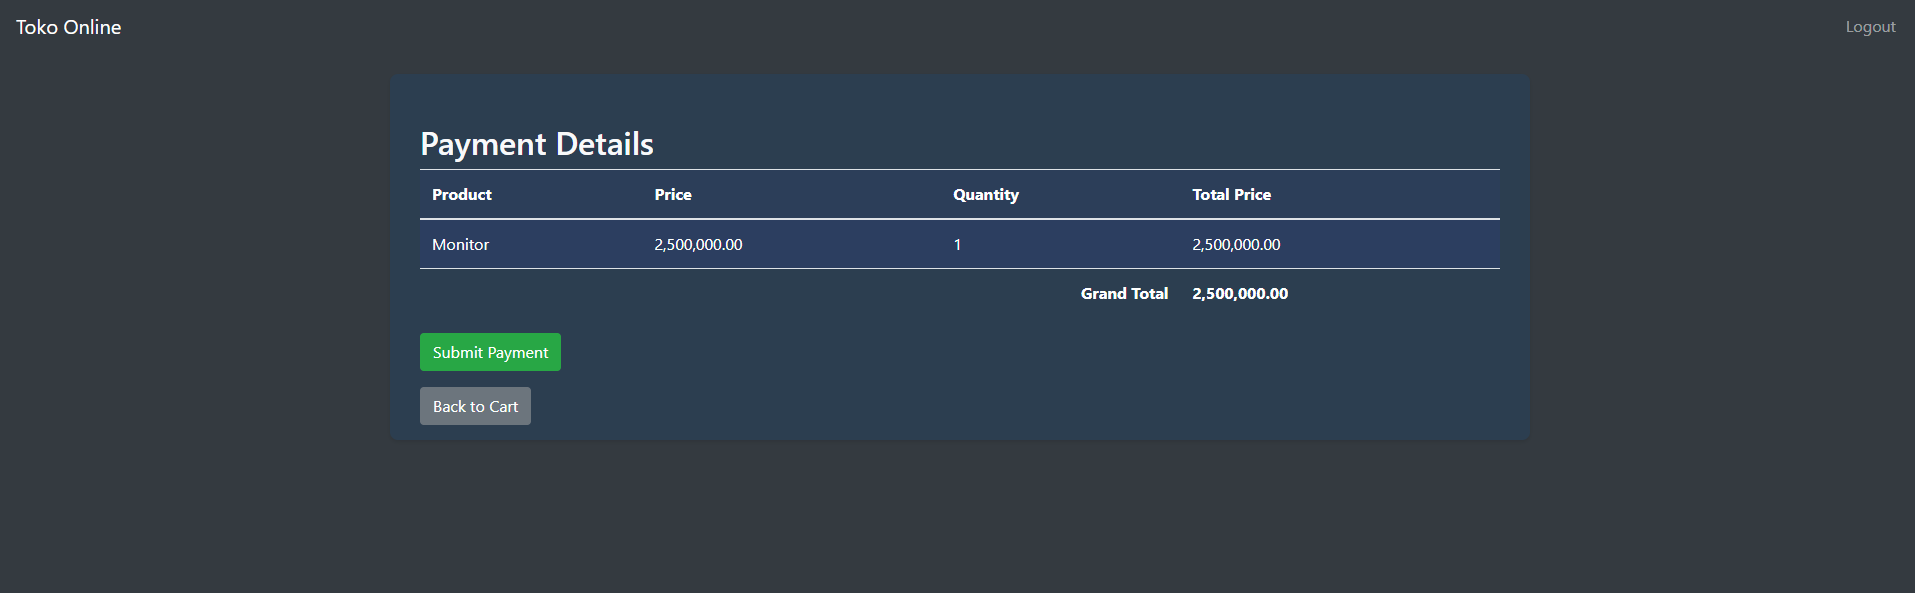 Toko Online Logout
Payment Details
Product Price Quantity Total Price
Monitor 2,500,000.00 1 2,500,000.00
Grand Total 2,500,000.00
Submit Payment
Back to Cart